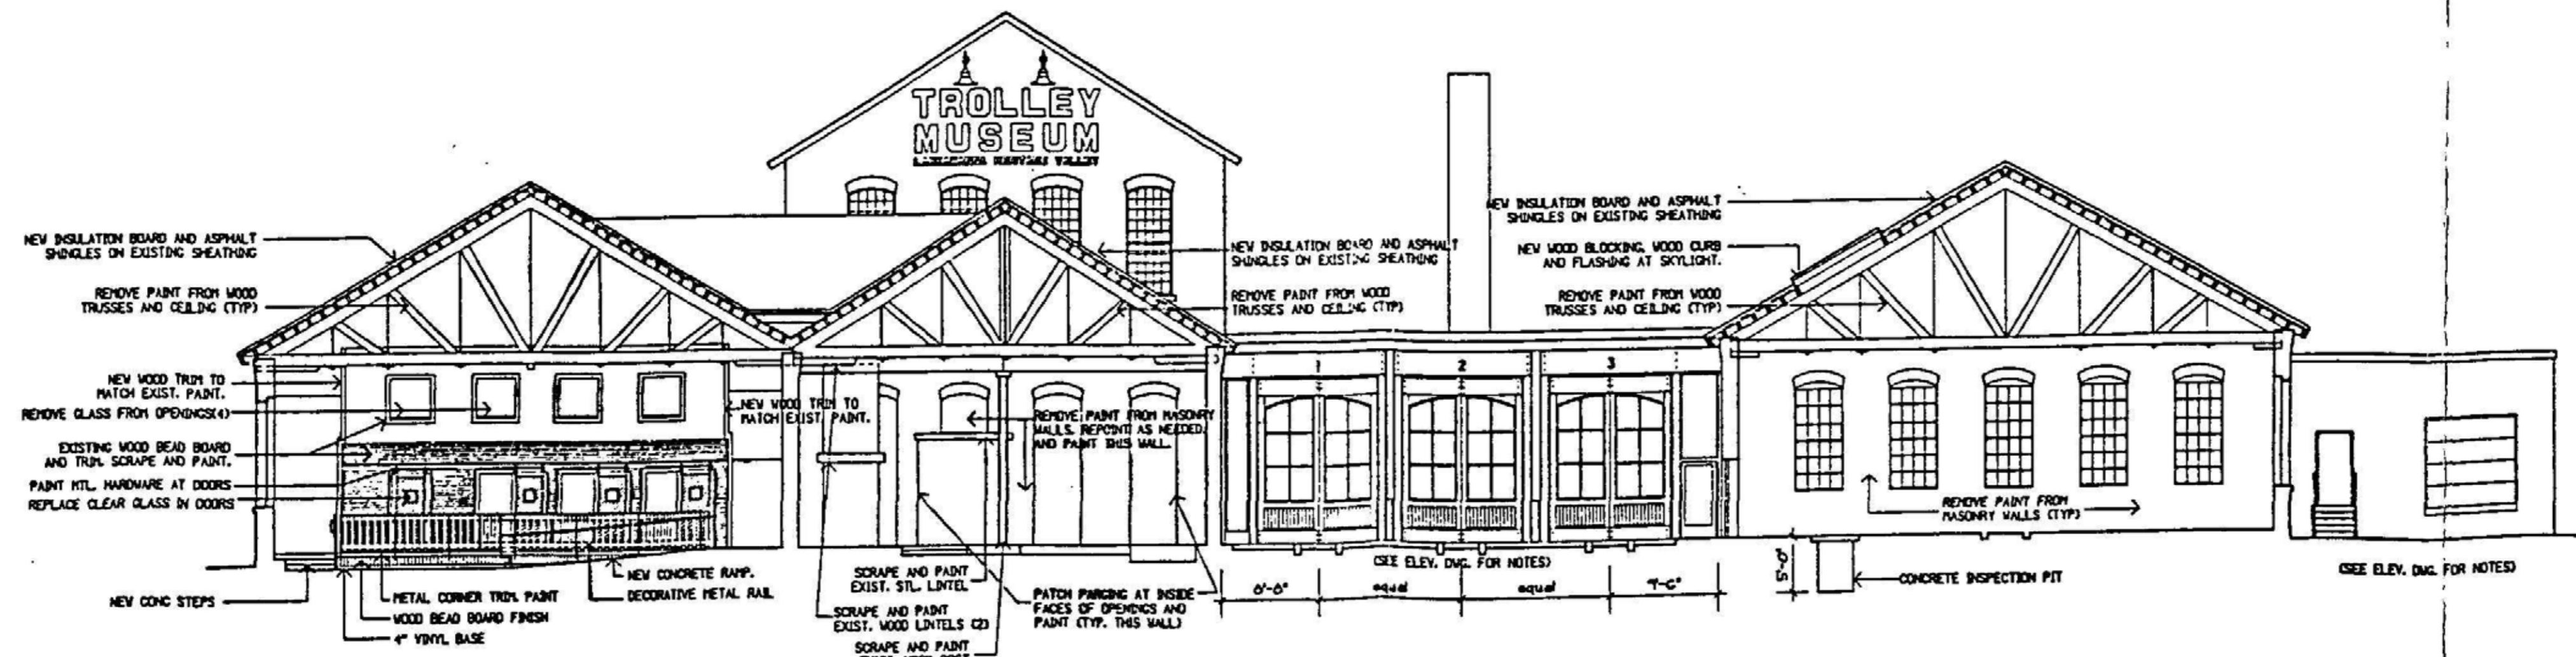 TROLLEY
MUSEUM
NEW INSULATION BOARD AND ASPHALT
SHINGLES ON EXISTING SHEATHING
REMOVE PAINT FROM WOOD
TRUSSES AND CEILING (TYP)
NEW WOOD TRIM TO
MATCH EXIST. PAINT.
REMOVE GLASS FROM OPENINGS(4)
EXISTING WOOD BEAD BOARD
AND TRIM, SCRAPE AND PAINT.
PAINT MTL. HARDWARE AT DOORS
REPLACE CLEAR GLASS IN DOORS
NEW CONC STEPS
METAL CORNER TRIM, PAINT
WOOD BEAD BOARD FINISH
4" VINYL BASE
NEW CONCRETE RAMP.
DECORATIVE METAL RAIL
NEW WOOD TRIM TO
MATCH EXIST. PAINT.
NEW INSULATION BOARD AND ASPHALT
SHINGLES ON EXISTING SHEATHING
REMOVE PAINT FROM WOOD
TRUSSES AND CEILING (TYP)
REMOVE PAINT FROM MASONRY
WALLS. REPOINT AS NEEDED
AND PAINT THIS WALL.
SCRAPE AND PAINT
EXIST. STL. LINTEL
SCRAPE AND PAINT
EXIST. WOOD LINTELS (2)
SCRAPE AND PAINT
PATCH PARGING AT INSIDE
FACES OF OPENINGS AND
PAINT (TYP. THIS WALL)
1
2
3
(SEE ELEV. DWG. FOR NOTES)
equal
equal
NEW INSULATION BOARD AND ASPHALT
SHINGLES ON EXISTING SHEATHING
NEW WOOD BLOCKING, WOOD CURB
AND FLASHING AT SKYLIGHT.
REMOVE PAINT FROM WOOD
TRUSSES AND CEILING (TYP)
REMOVE PAINT FROM
MASONRY WALLS (TYP)
CONCRETE INSPECTION PIT
(SEE ELEV. DWG. FOR NOTES)